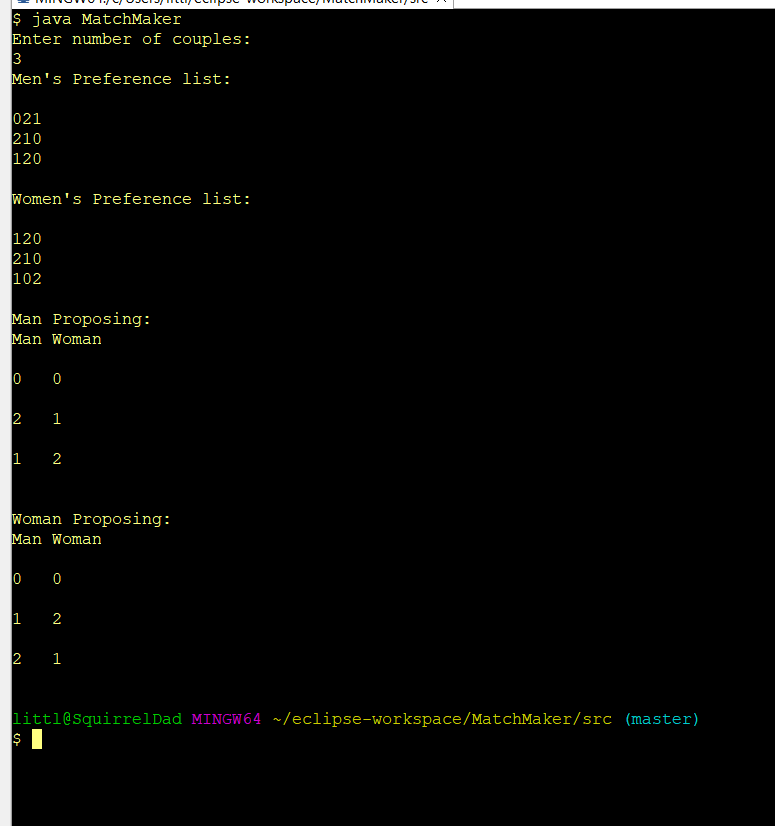 $ java MatchMaker
Enter number of couples:
3
Men's Preference list:
021
210
120
Women's Preference list:
120
210
102
Man Proposing:
Man Woman
0 0
2 1
1 2
Woman Proposing:
Man Woman
0 0
1 2
2 1
littl@SquirrelDad MINGW64 ~/eclipse-workspace/MatchMaker/src (master)
$